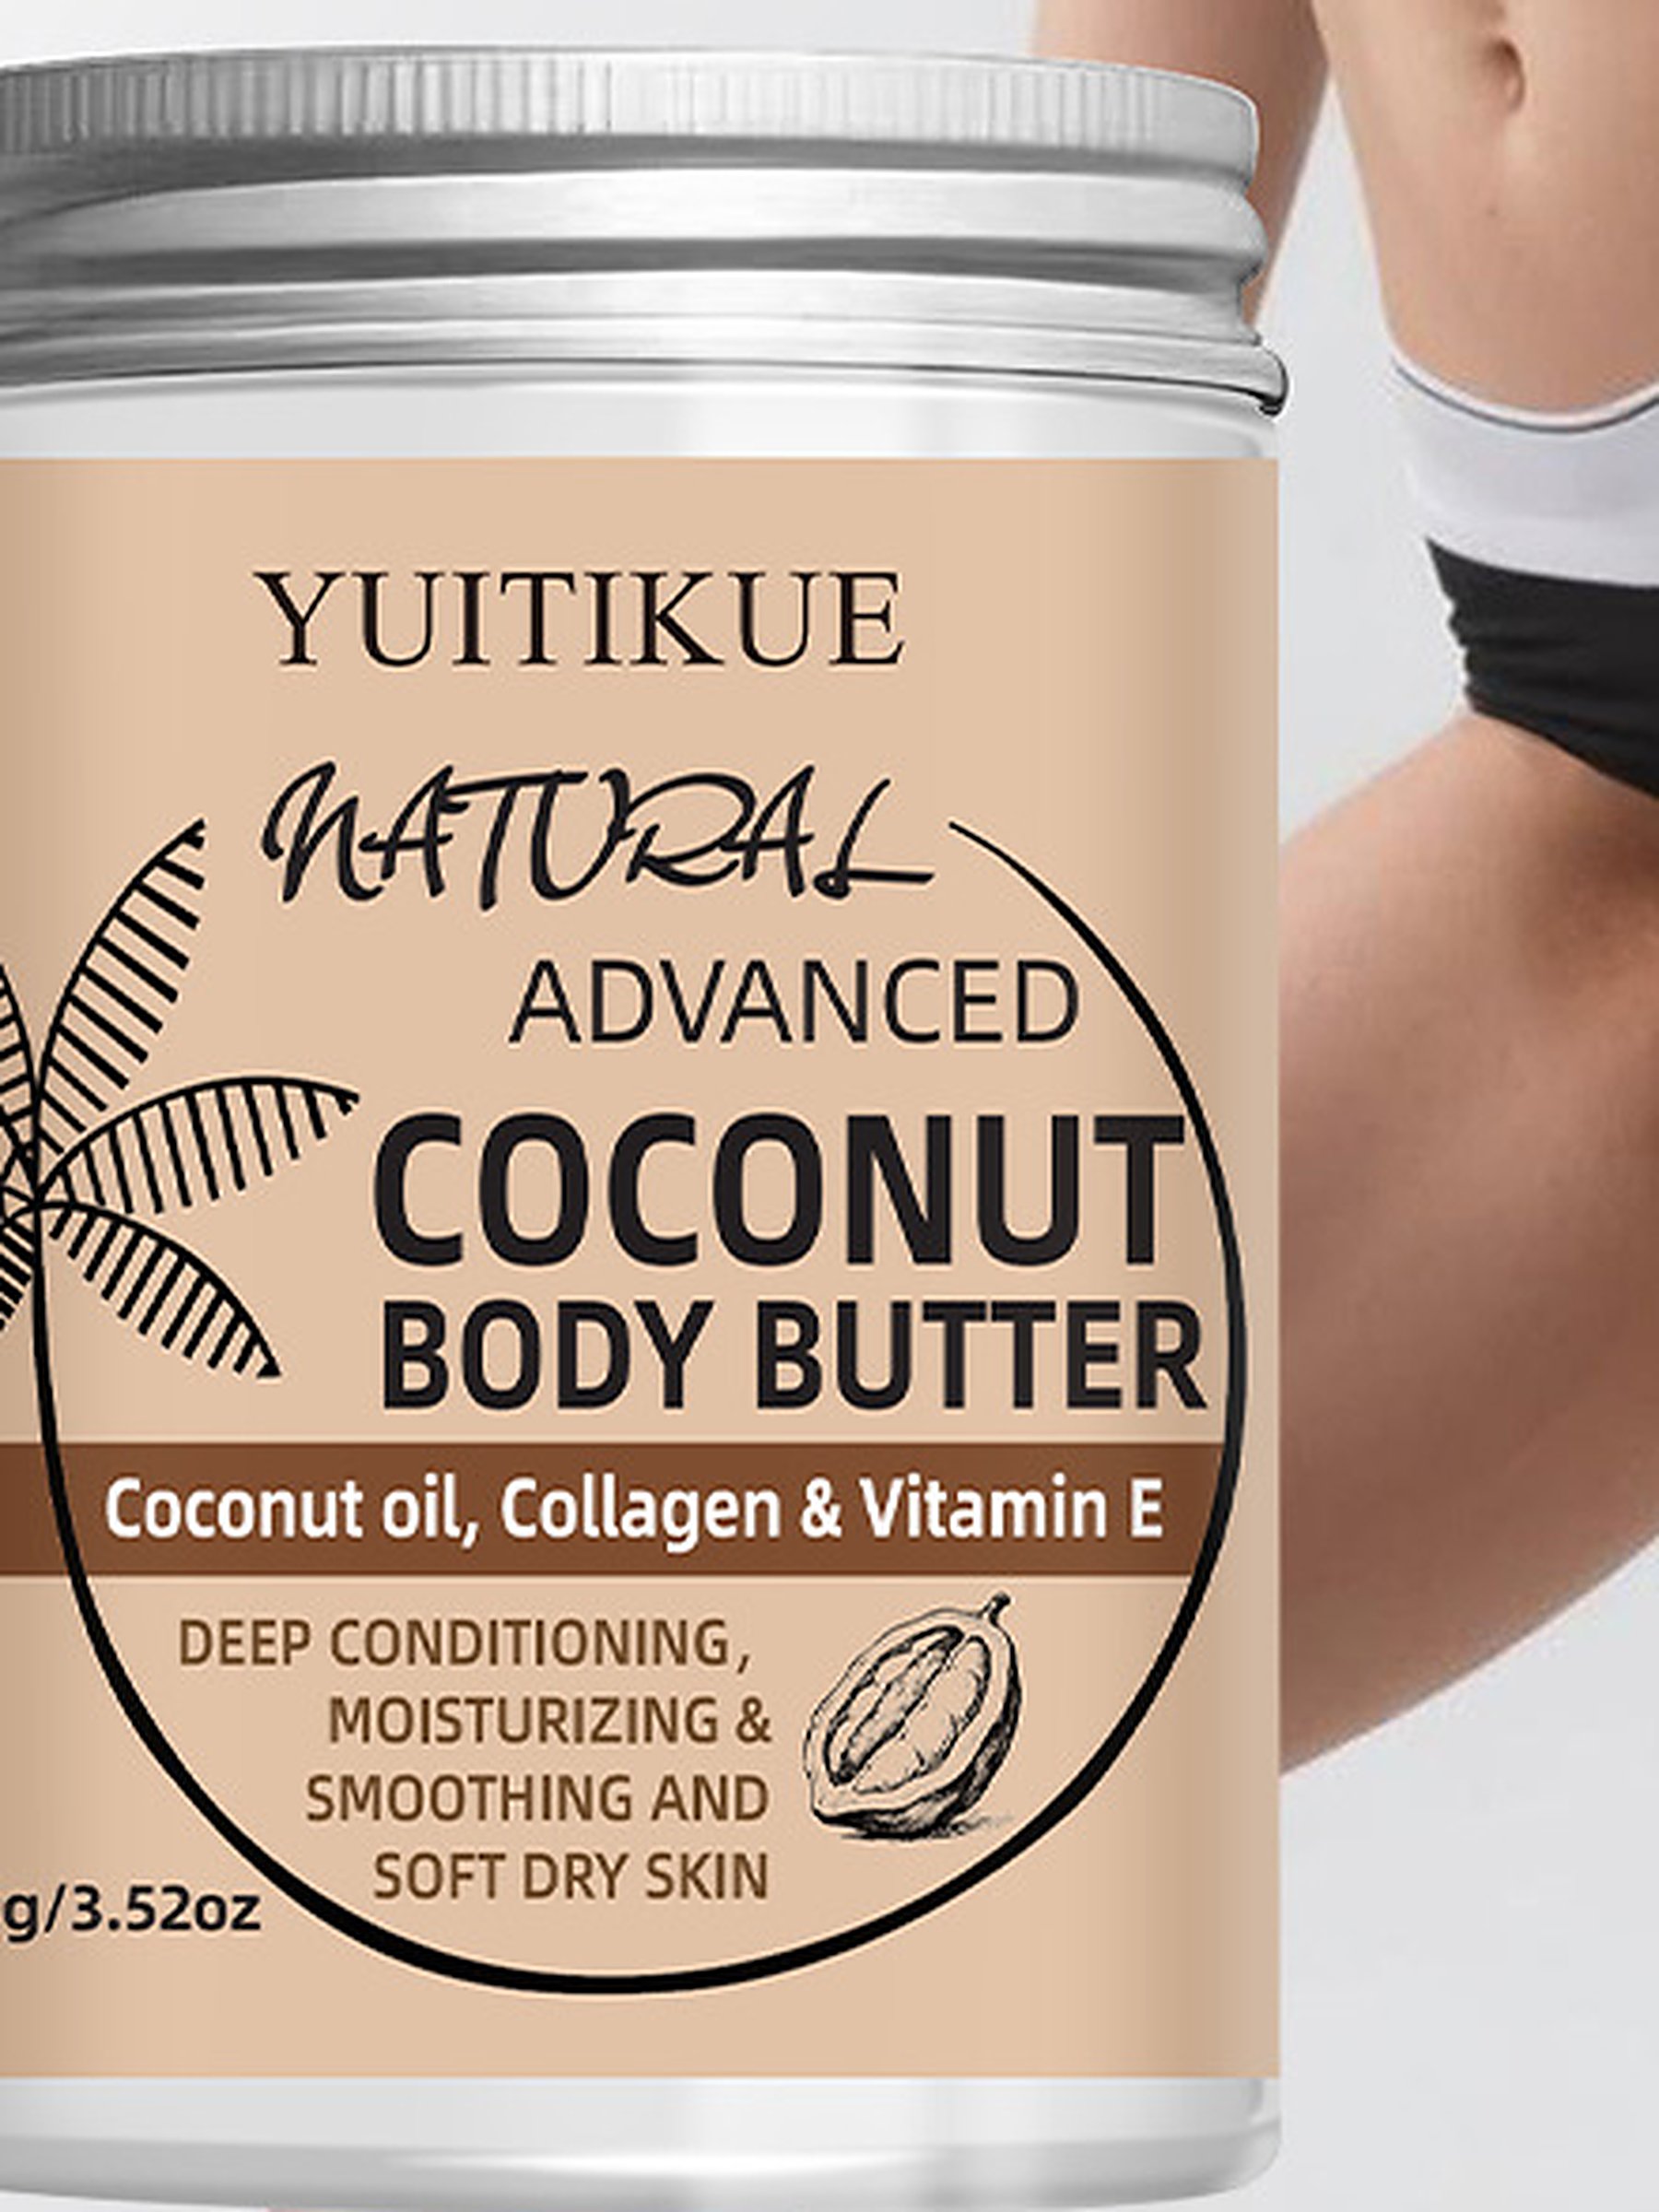 YUITIKUE
NATURAL
ADVANCED
COCONUT
BODY BUTTER
Coconut oil, Collagen & Vitamin E
DEEP CONDITIONING,
MOISTURIZING &
SMOOTHING AND
SOFT DRY SKIN
g/3.52oz